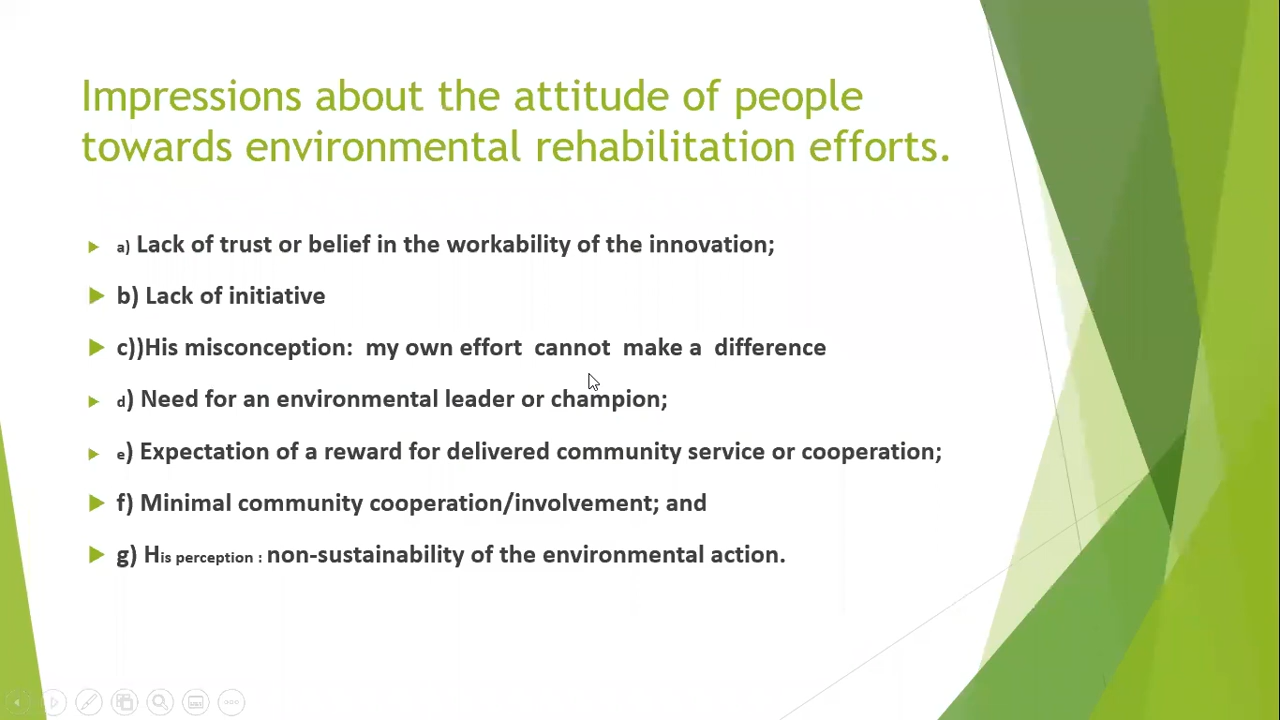 Impressions about the attitude of people
towards environmental rehabilitation efforts.
a) Lack of trust or belief in the workability of the innovation;
b) Lack of initiative
c))His misconception: my own effort cannot make a difference
d) Need for an environmental leader or champion;
e) Expectation of a reward for delivered community service or cooperation;
f) Minimal community cooperation/involvement; and
g) His perception : non-sustainability of the environmental action.